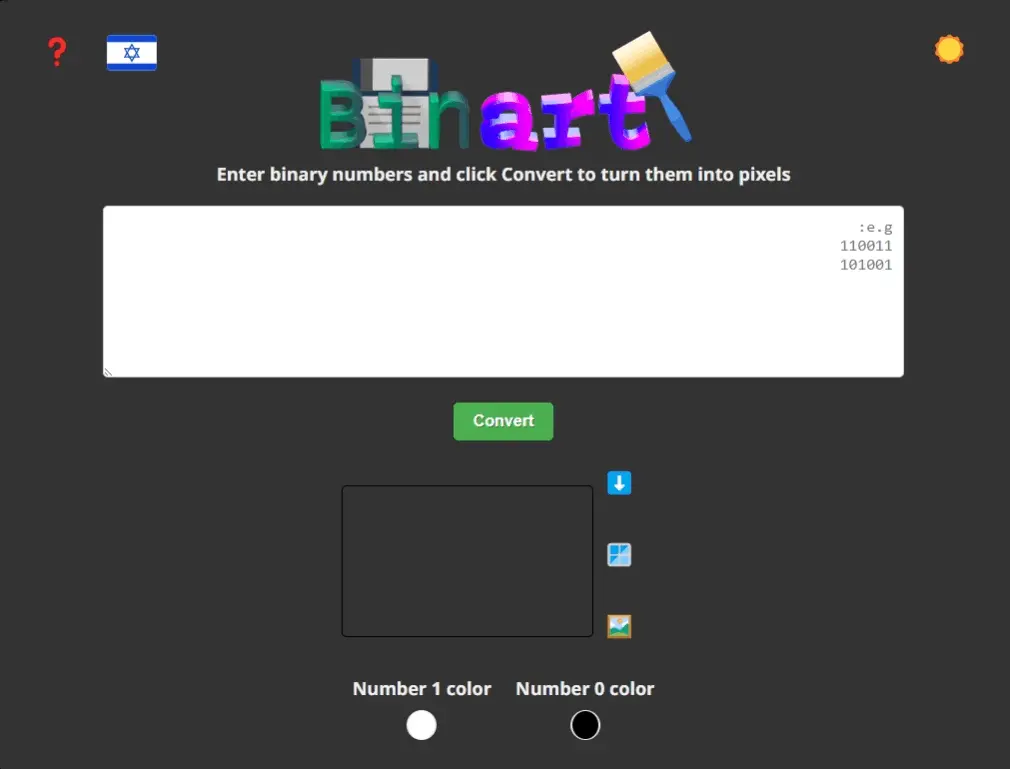 Binart
Enter binary numbers and click Convert to turn them into pixels
:e.g
110011
101001
Convert
Number 1 color
Number 0 color